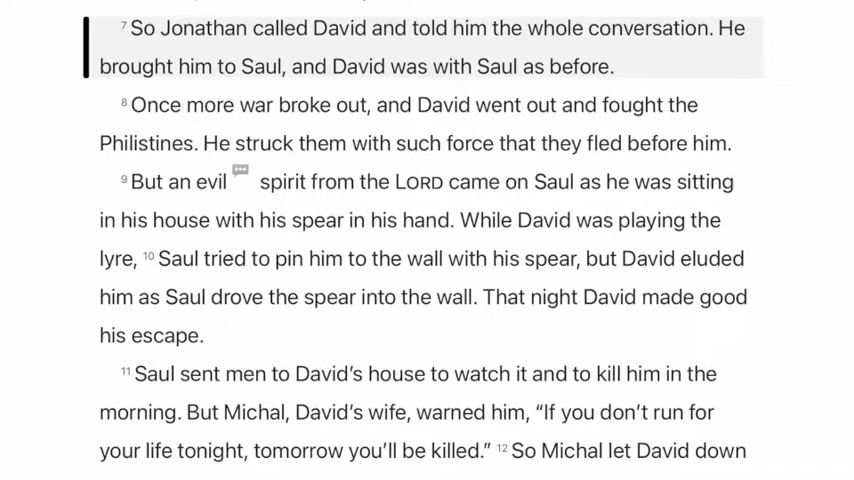 7 So Jonathan called David and told him the whole conversation. He
brought him to Saul, and David was with Saul as before.
8 Once more war broke out, and David went out and fought the
Philistines. He struck them with such force that they fled before him.
9 But an evil spirit from the LORD came on Saul as he was sitting
in his house with his spear in his hand. While David was playing the
lyre, 10 Saul tried to pin him to the wall with his spear, but David eluded
him as Saul drove the spear into the wall. That night David made good
his escape.
11 Saul sent men to David’s house to watch it and to kill him in the
morning. But Michal, David’s wife, warned him, “If you don’t run for
your life tonight, tomorrow you’ll be killed.” 12 So Michal let David down